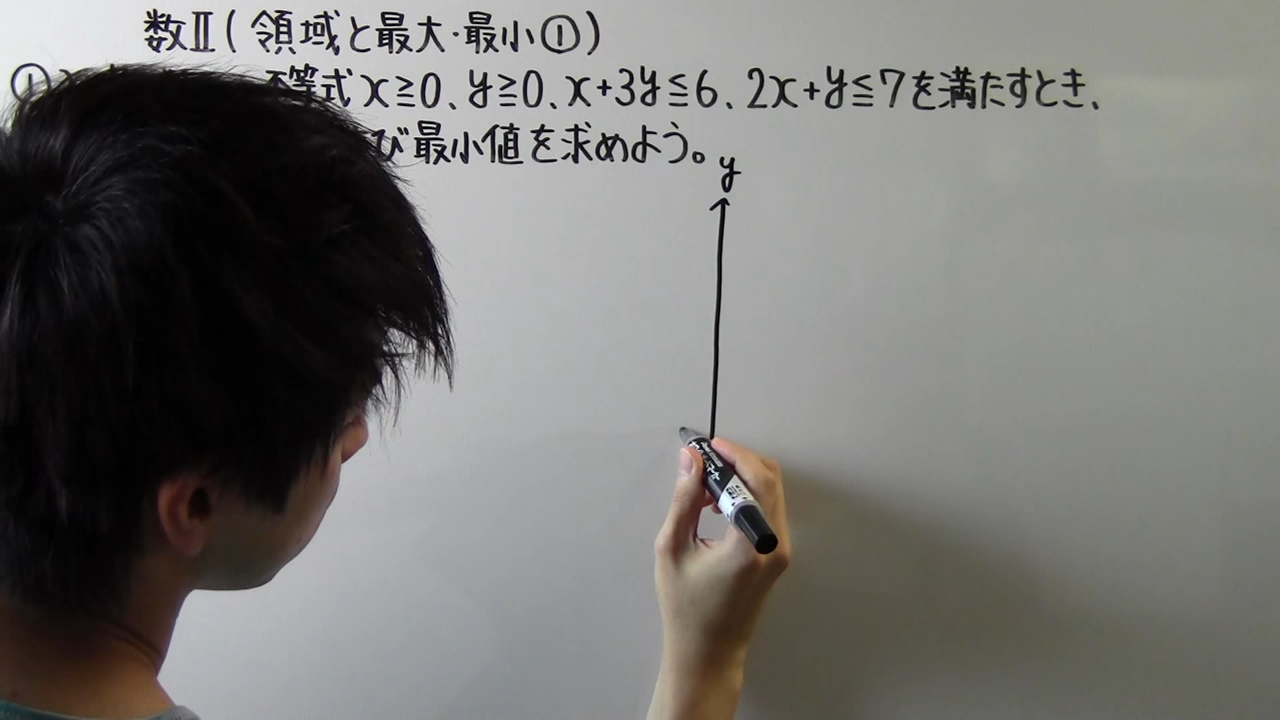 数Ⅱ(領域と最大・最小①)
① 不等式 x≧0、y≧0、x+3y≦6、2x+y≦7を満たすとき、
び最小値を求めよう。
y